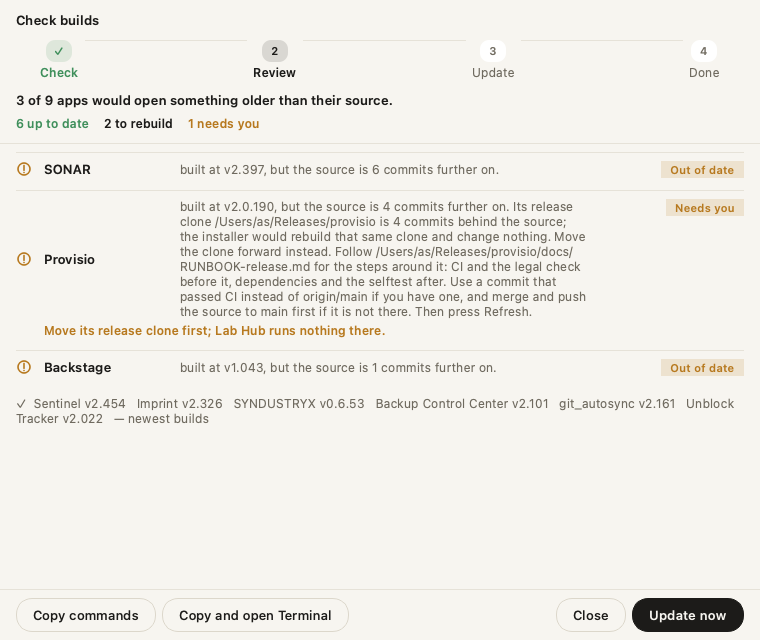 Check builds
✓ 2 3 4
Check Review Update Done
3 of 9 apps would open something older than their source.
6 up to date 2 to rebuild 1 needs you
SONAR built at v2.397, but the source is 6 commits further on. Out of date
built at v2.0.190, but the source is 4 commits further on. Its release Needs you
clone /Users/as/Releases/provisio is 4 commits behind the source;
the installer would rebuild that same clone and change nothing. Move
the clone forward instead. Follow /Users/as/Releases/provisio/docs/
Provisio
RUNBOOK-release.md for the steps around it: CI and the legal check
before it, dependencies and the selftest after. Use a commit that
passed CI instead of origin/main if you have one, and merge and push
the source to main first if it is not there. Then press Refresh.
Move its release clone first; Lab Hub runs nothing there.
Backstage built at v1.043, but the source is 1 commits further on. Out of date
✓ Sentinel v2.454 Imprint v2.326 SYNDUSTRYX v0.6.53 Backup Control Center v2.101 git_autosync v2.161 Unblock
Tracker v2.022 — newest builds
Copy commands Copy and open Terminal Close Update now